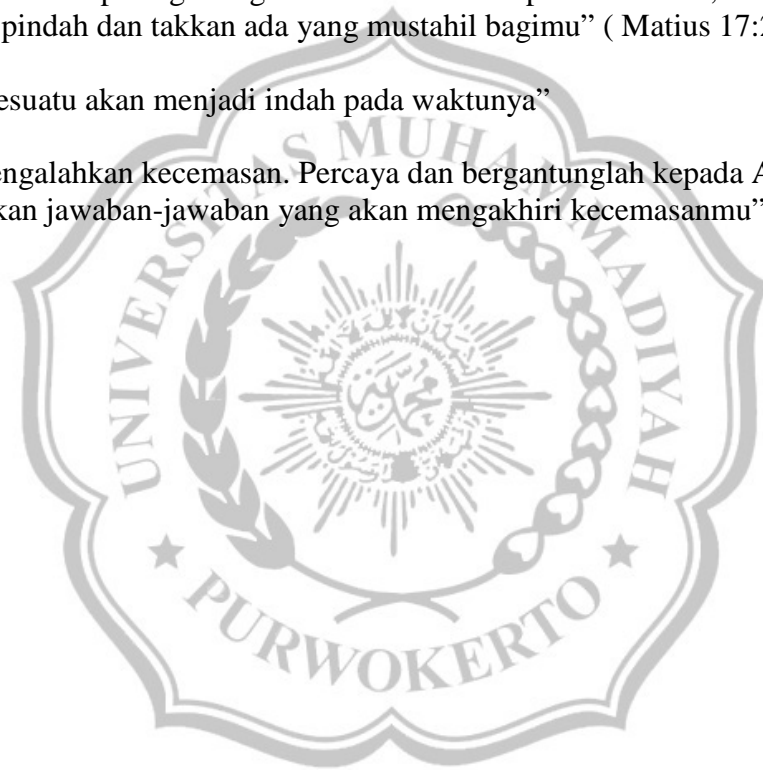 pindah dan takkan ada yang mustahil bagimu” ( Matius 17:2
esuatu akan menjadi indah pada waktunya”
engalahkan kecemasan. Percaya dan bergantunglah kepada A
kan jawaban-jawaban yang akan mengakhiri kecemasanmu”
UNIVERSITAS MUHAMMADIYAH
PURWOKERTO